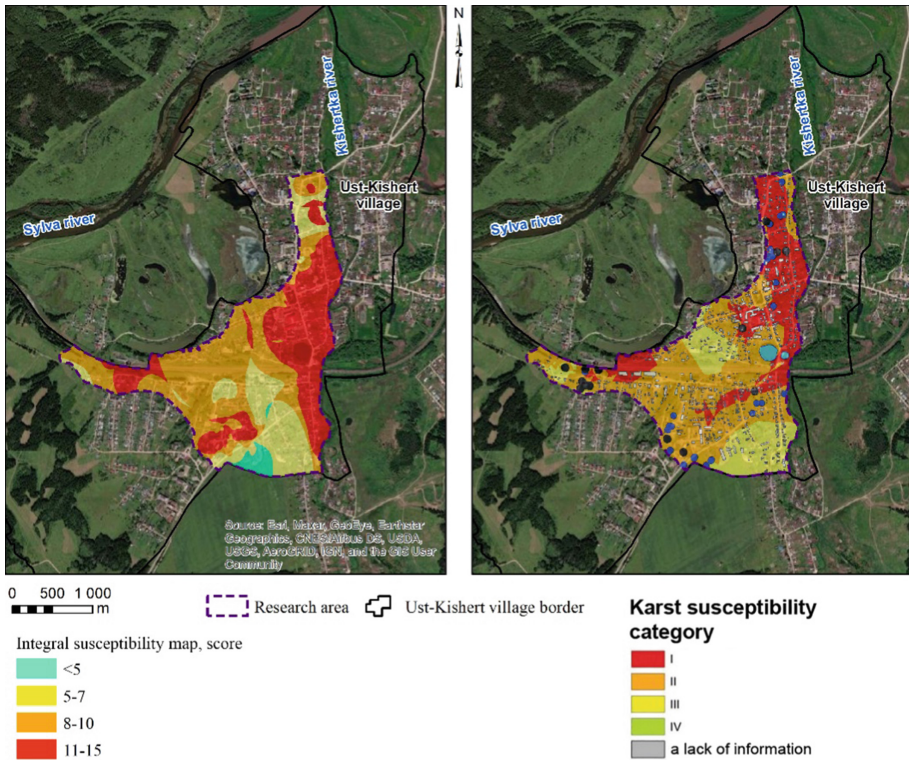 N
Kishertka river
Ust-Kishert
village
Sylva river
Source: Esri, Maxar, GeoEye, Earthstar
Geographics, CNES/Airbus DS, USDA,
USGS, AeroGRID, IGN, and the GIS User
Community
Kishertka river
Ust-Kishert
village
Sylva river
0 500 1 000
m
Research area
Ust-Kishert village border
Integral susceptibility map, score
<5
5-7
8-10
11-15
Karst susceptibility
category
I
II
III
IV
a lack of information